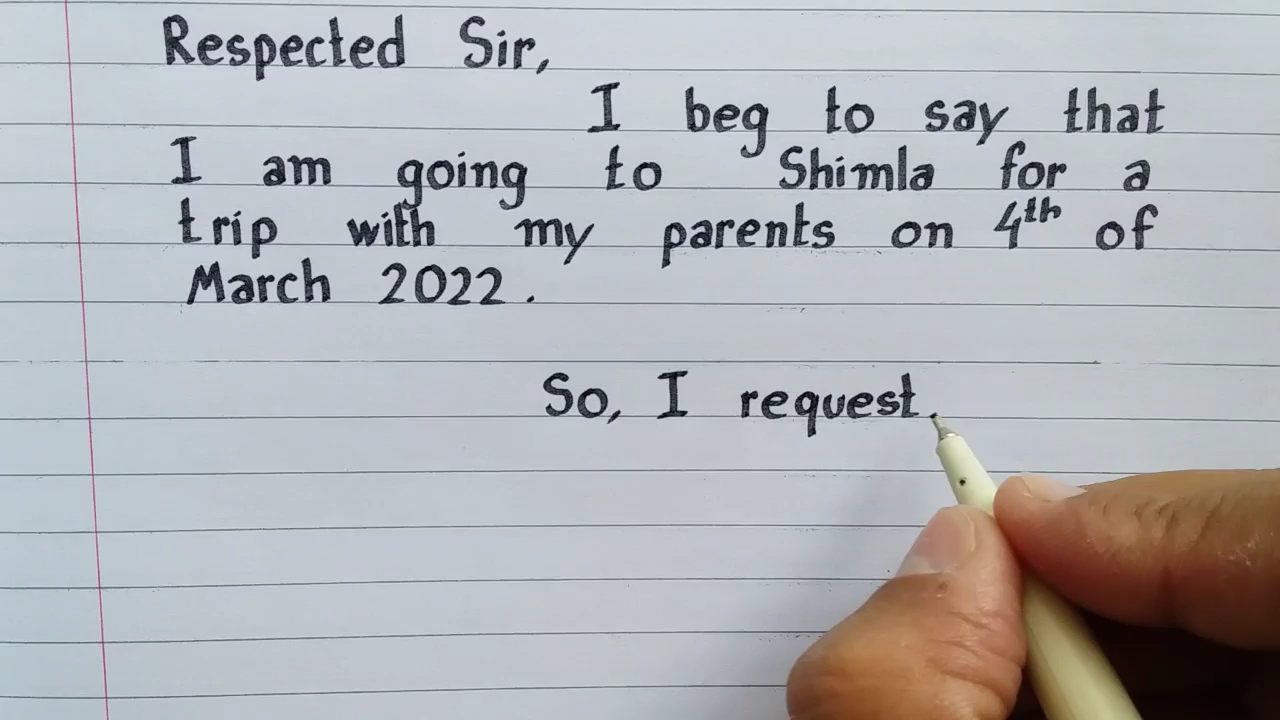 Respected Sir,
I beg to say that
I am going to Shimla for a
trip with my parents on 4th of
March 2022.
So, I request